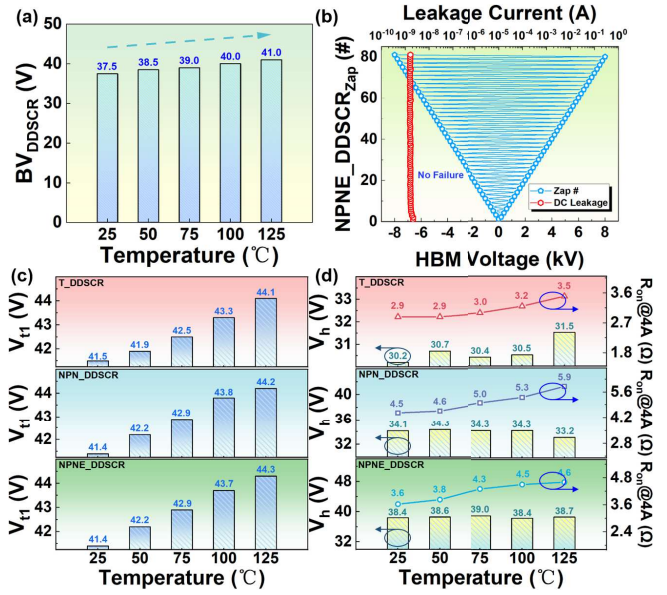 (a)
BV_DDSCR (V)
50
40
30
20
10
0
37.5
38.5
39.0
40.0
41.0
25 50 75 100 125
Temperature (℃)
(b)
Leakage Current (A)
10^-10 10^-9 10^-8 10^-7 10^-6 10^-5 10^-4 10^-3 10^-2 10^-1 10^0
NPNE_DDSCR_Zap (#)
80
60
40
20
0
No Failure
Zap #
DC Leakage
-8 -6 -4 -2 0 2 4 6 8
HBM Voltage (kV)
(c)
T_DDSCR
V_t1 (V)
44
43
42
41.5 41.9 42.5 43.3 44.1
NPN_DDSCR
V_t1 (V)
44
43
42
41.4 42.2 42.9 43.8 44.2
NPNE_DDSCR
V_t1 (V)
44
43
42
41.4 42.2 42.9 43.7 44.3
25 50 75 100 125
Temperature (℃)
(d)
T_DDSCR
V_h (V)
33
32
31
2.9 2.9 3.0 3.2 3.5
30.2 30.7 30.4 30.5 31.5
3.6
2.7
1.8
R_on@4A (Ω)
NPN_DDSCR
V_h (V)
40
36
32
4.5 4.6 5.0 5.3 5.9
34.1 34.3 34.3 34.3 33.2
5.6
4.2
2.8
R_on@4A (Ω)
NPNE_DDSCR
V_h (V)
40
36
32
3.6 3.8 4.3 4.5 4.6
38.4 38.6 39.0 38.4 38.7
4.8
3.6
2.4
R_on@4A (Ω)
25 50 75 100 125
Temperature (℃)